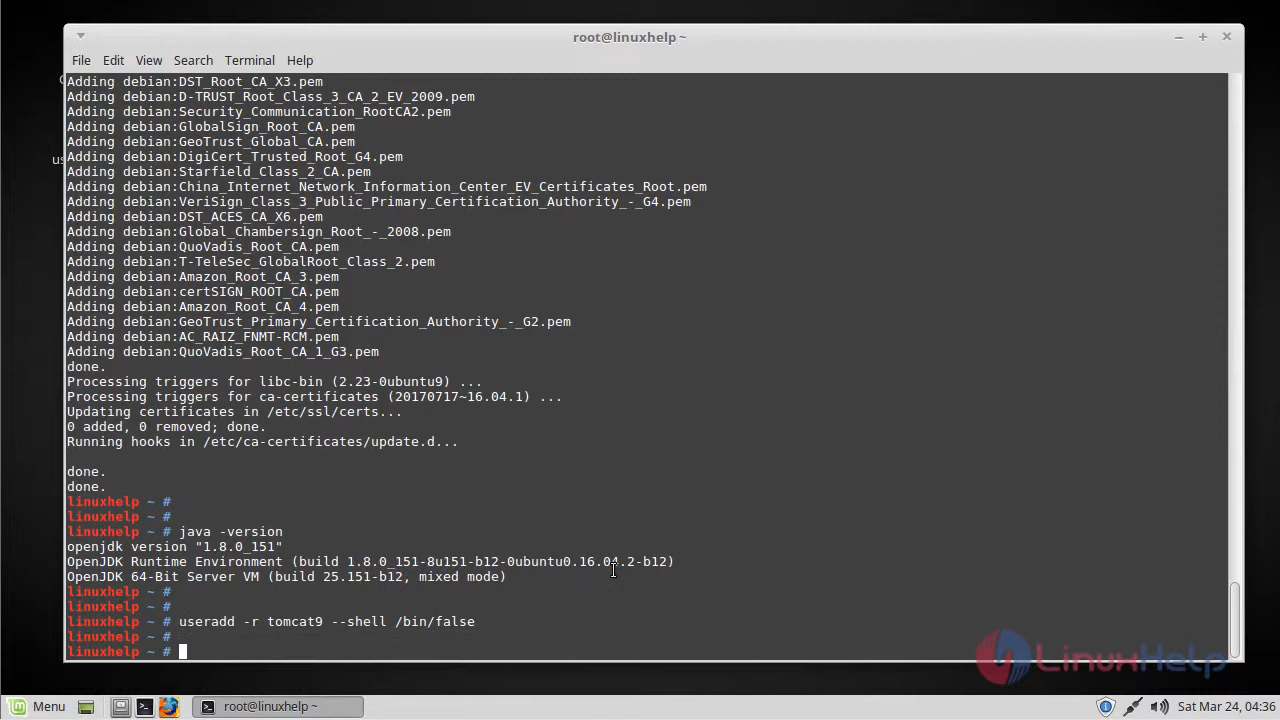 root@linuxhelp ~
File Edit View Search Terminal Help
Adding debian:DST_Root_CA_X3.pem
Adding debian:D-TRUST_Root_Class_3_CA_2_EV_2009.pem
Adding debian:Security_Communication_RootCA2.pem
Adding debian:GlobalSign_Root_CA.pem
Adding debian:GeoTrust_Global_CA.pem
Adding debian:DigiCert_Trusted_Root_G4.pem
Adding debian:Starfield_Class_2_CA.pem
Adding debian:China_Internet_Network_Information_Center_EV_Certificates_Root.pem
Adding debian:VeriSign_Class_3_Public_Primary_Certification_Authority_-_G4.pem
Adding debian:DST_ACES_CA_X6.pem
Adding debian:Global_Chambersign_Root_-_2008.pem
Adding debian:QuoVadis_Root_CA.pem
Adding debian:T-TeleSec_GlobalRoot_Class_2.pem
Adding debian:Amazon_Root_CA_3.pem
Adding debian:certSIGN_ROOT_CA.pem
Adding debian:Amazon_Root_CA_4.pem
Adding debian:GeoTrust_Primary_Certification_Authority_-_G2.pem
Adding debian:AC_RAIZ_FNMT-RCM.pem
Adding debian:QuoVadis_Root_CA_1_G3.pem
done.
Processing triggers for libc-bin (2.23-0ubuntu9) ...
Processing triggers for ca-certificates (20170717~16.04.1) ...
Updating certificates in /etc/ssl/certs...
0 added, 0 removed; done.
Running hooks in /etc/ca-certificates/update.d...
done.
done.
linuxhelp ~ #
linuxhelp ~ #
linuxhelp ~ # java -version
openjdk version "1.8.0_151"
OpenJDK Runtime Environment (build 1.8.0_151-8u151-b12-0ubuntu0.16.04.2-b12)
OpenJDK 64-Bit Server VM (build 25.151-b12, mixed mode)
linuxhelp ~ #
linuxhelp ~ #
linuxhelp ~ # useradd -r tomcat9 --shell /bin/false
linuxhelp ~ #
linuxhelp ~ #
LinuxHelp
Menu root@linuxhelp ~ Sat Mar 24, 04:36